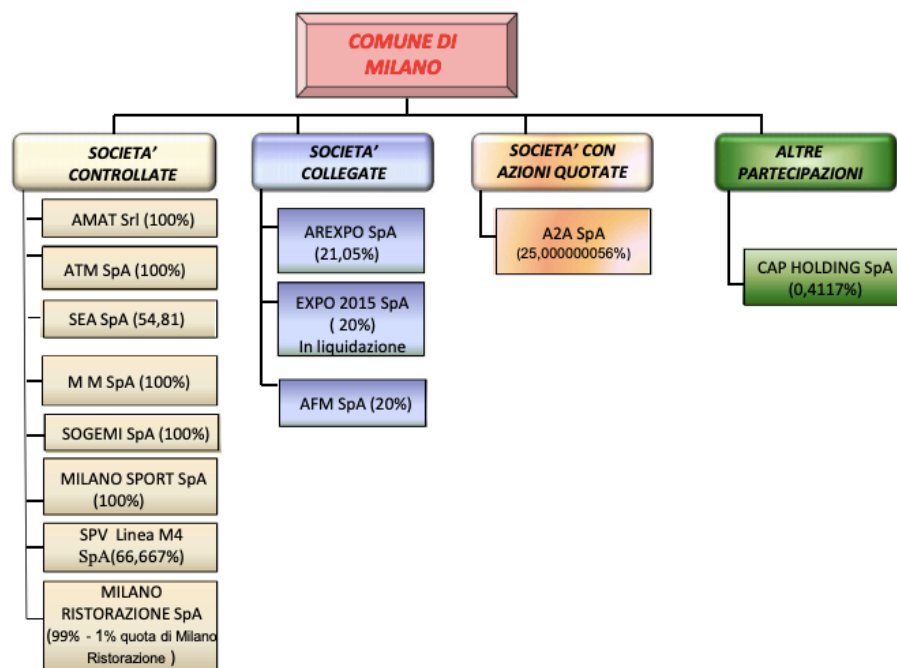 COMUNE DI
MILANO
SOCIETA’
CONTROLLATE
AMAT Srl (100%)
ATM SpA (100%)
SEA SpA (54,81)
M M SpA (100%)
SOGEMI SpA (100%)
MILANO SPORT SpA
(100%)
SPV Linea M4
SpA(66,667%)
MILANO
RISTORAZIONE SpA
(99% - 1% quota di Milano
Ristorazione )
SOCIETA’
COLLEGATE
AREXPO SpA
(21,05%)
EXPO 2015 SpA
( 20%)
In liquidazione
AFM SpA (20%)
SOCIETA’ CON
AZIONI QUOTATE
A2A SpA
(25,000000056%)
ALTRE
PARTECIPAZIONI
CAP HOLDING SpA
(0,4117%)